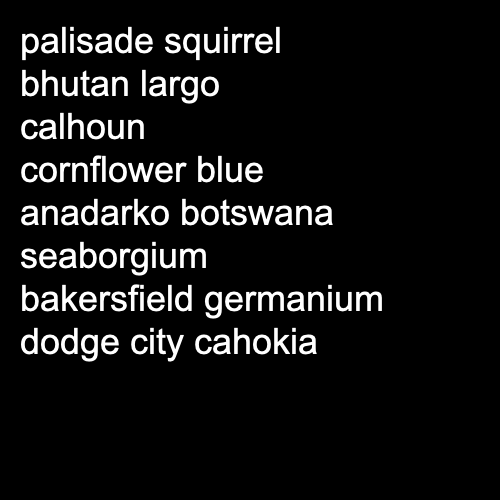 palisade squirrel
bhutan largo
calhoun
cornflower blue
anadarko botswana
seaborgium
bakersfield germanium
dodge city cahokia